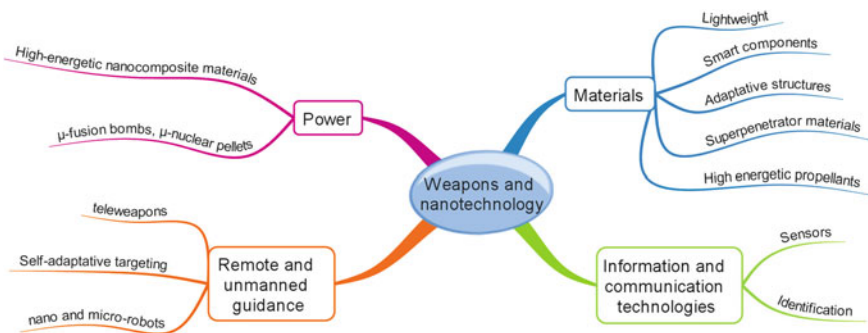 Weapons and
nanotechnology
Power
High-energetic nanocomposite materials
µ-fusion bombs, µ-nuclear pellets
Materials
Lightweight
Smart components
Adaptative structures
Superpenetrator materials
High energetic propellants
Remote and
unmanned
guidance
teleweapons
Self-adaptative targeting
nano and micro-robots
Information and
communication
technologies
Sensors
Identification